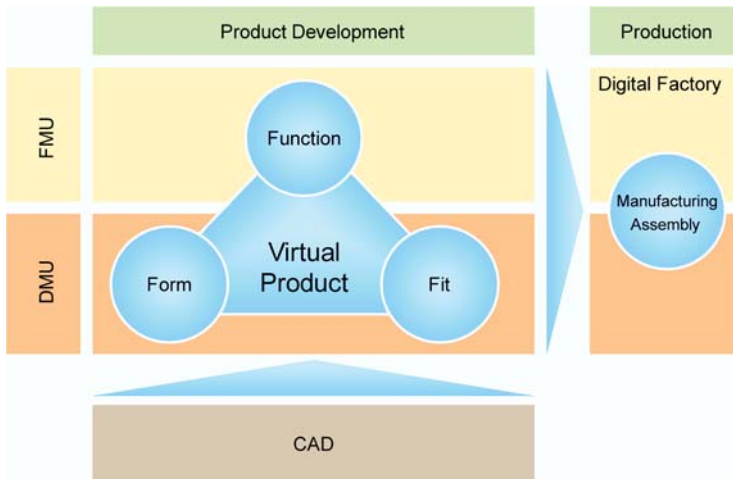 Product Development
Production
FMU
Function
Digital Factory
Manufacturing
Assembly
DMU
Form
Virtual
Product
Fit
CAD